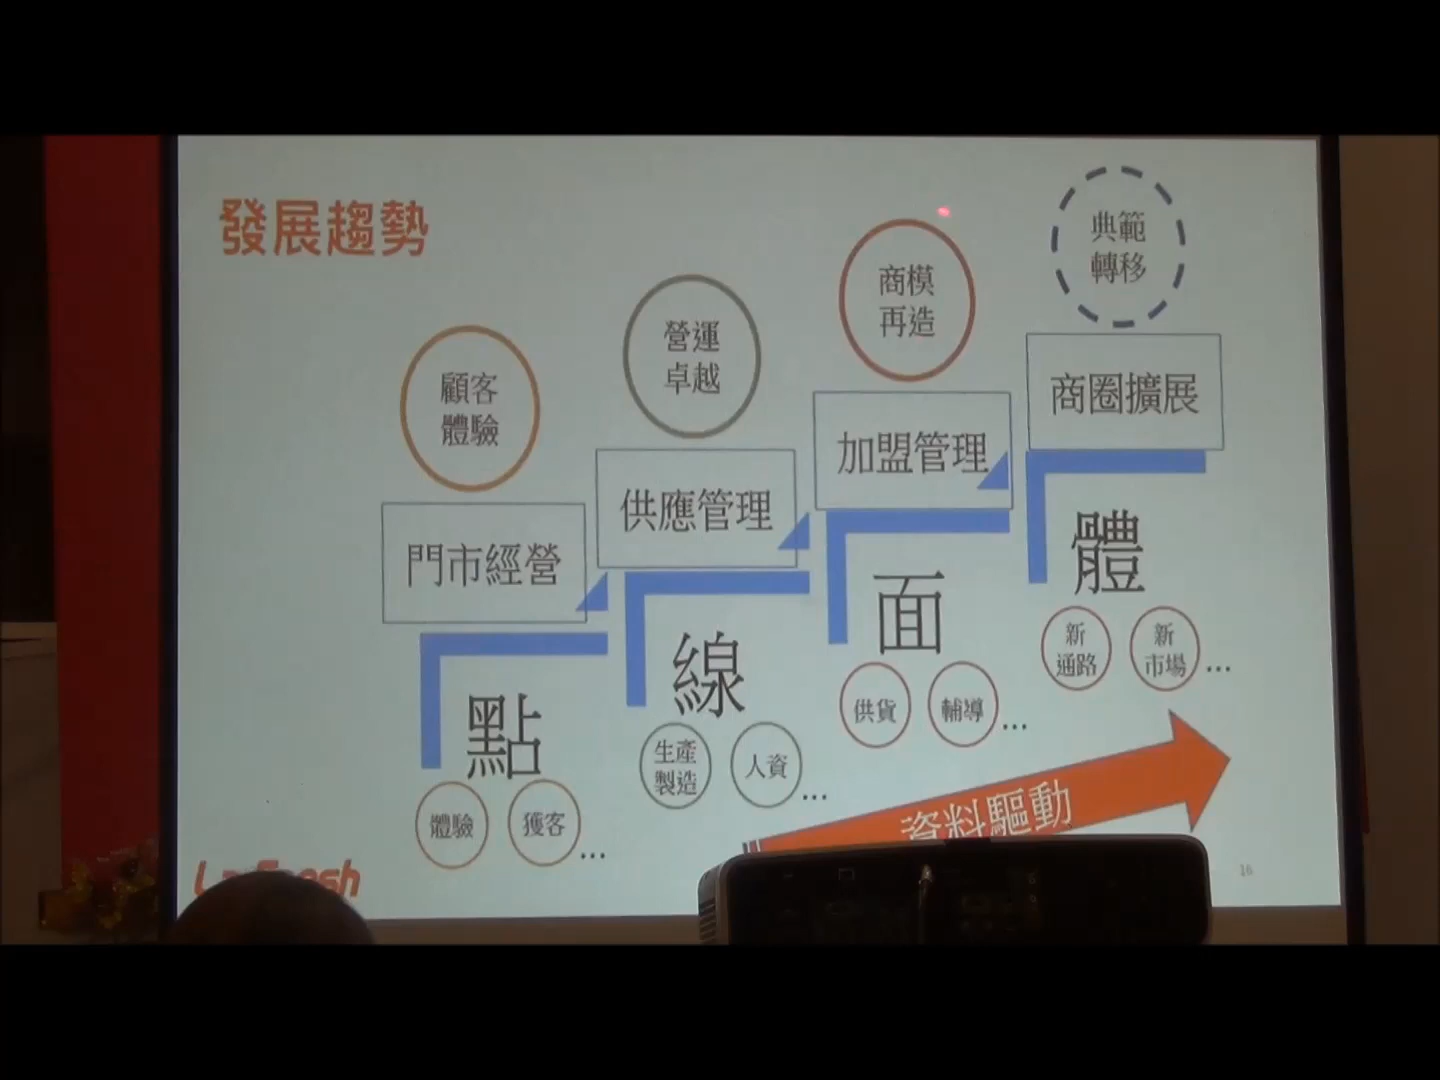 發展趨勢
顧客
體驗
營運
卓越
商模
再造
典範
轉移
門市經營
供應管理
加盟管理
商圈擴展
點
線
面
體
體驗
獲客
...
生產
製造
人資
...
供貨
輔導
...
新
通路
新
市場
...
資料驅動
16